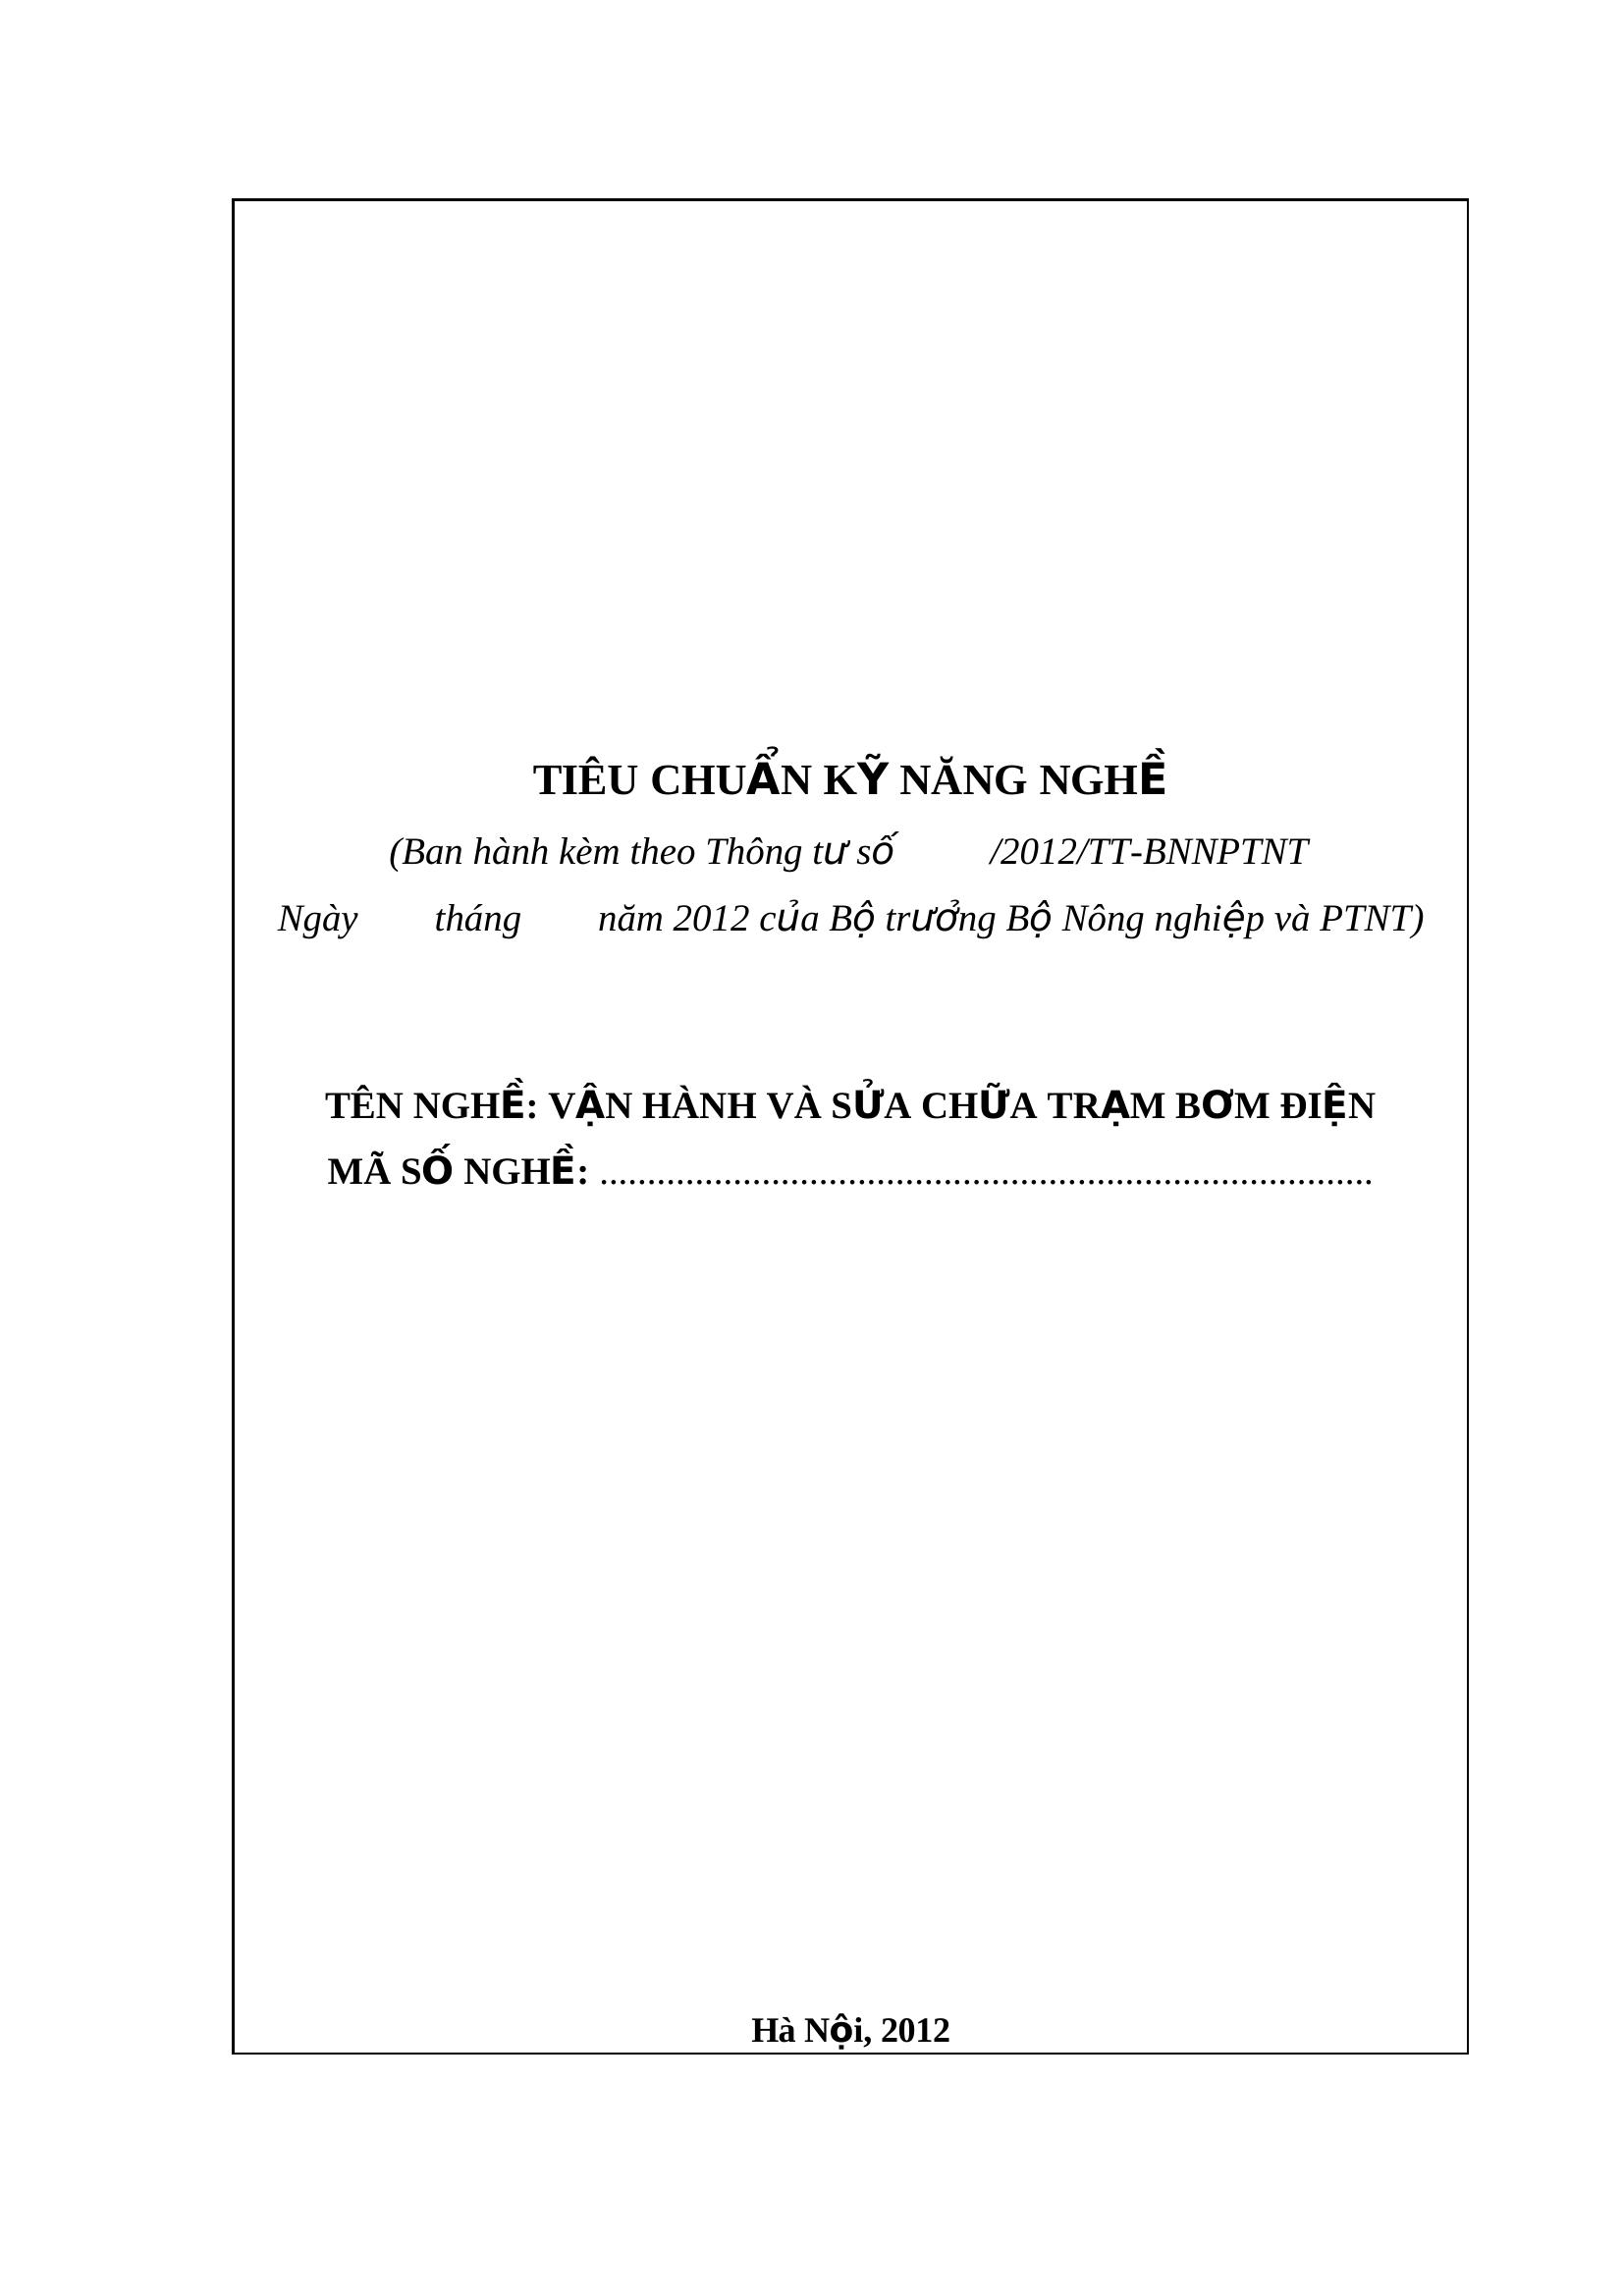 TIÊU CHUẨN KỸ NĂNG NGHỀ
(Ban hành kèm theo Thông tư số /2012/TT-BNNPTNT
Ngày tháng năm 2012 của Bộ trưởng Bộ Nông nghiệp và PTNT)
TÊN NGHỀ: VẬN HÀNH VÀ SỬA CHỮA TRẠM BƠM ĐIỆN
MÃ SỐ NGHỀ: .................................................................................
Hà Nội, 2012